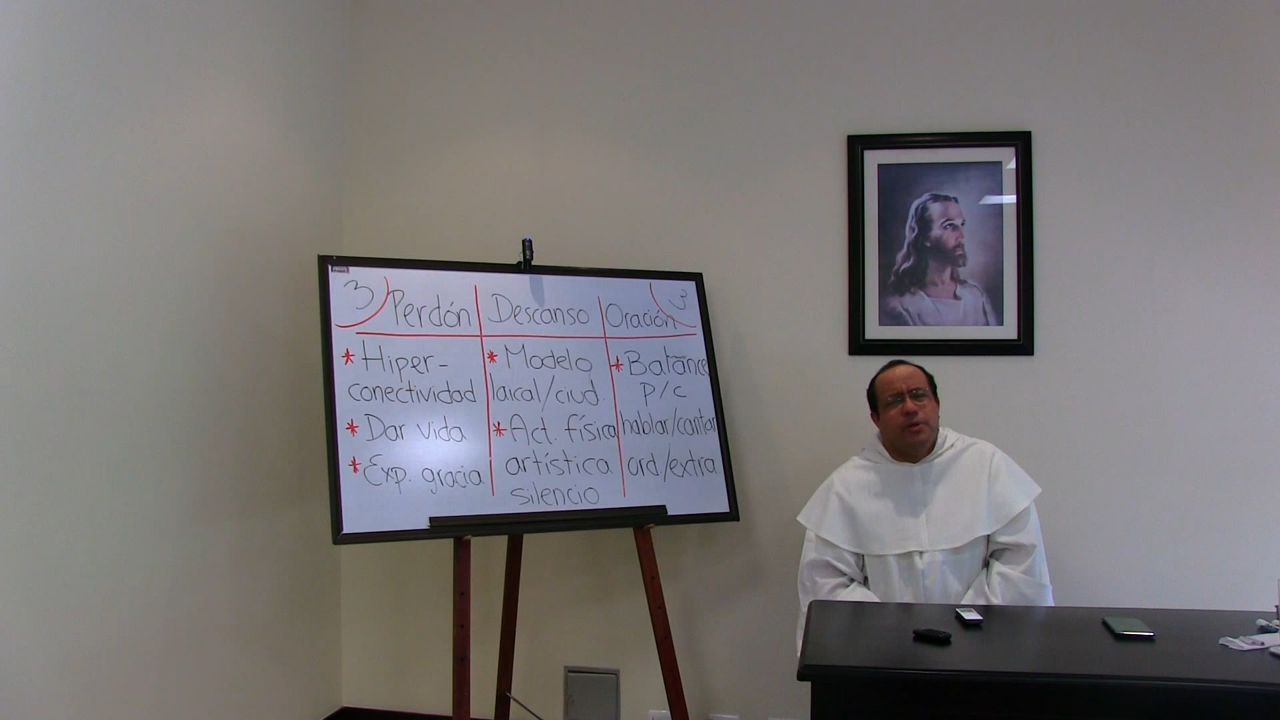 3) Perdón Descanso Oración 3
* Hiper-
conectividad
* Dar vida
* Exp. gracia
* Modelo
laical/ciud.
* Act. física
artística
silencio
* Balance
p/c
hablar/cantar
ord/extra